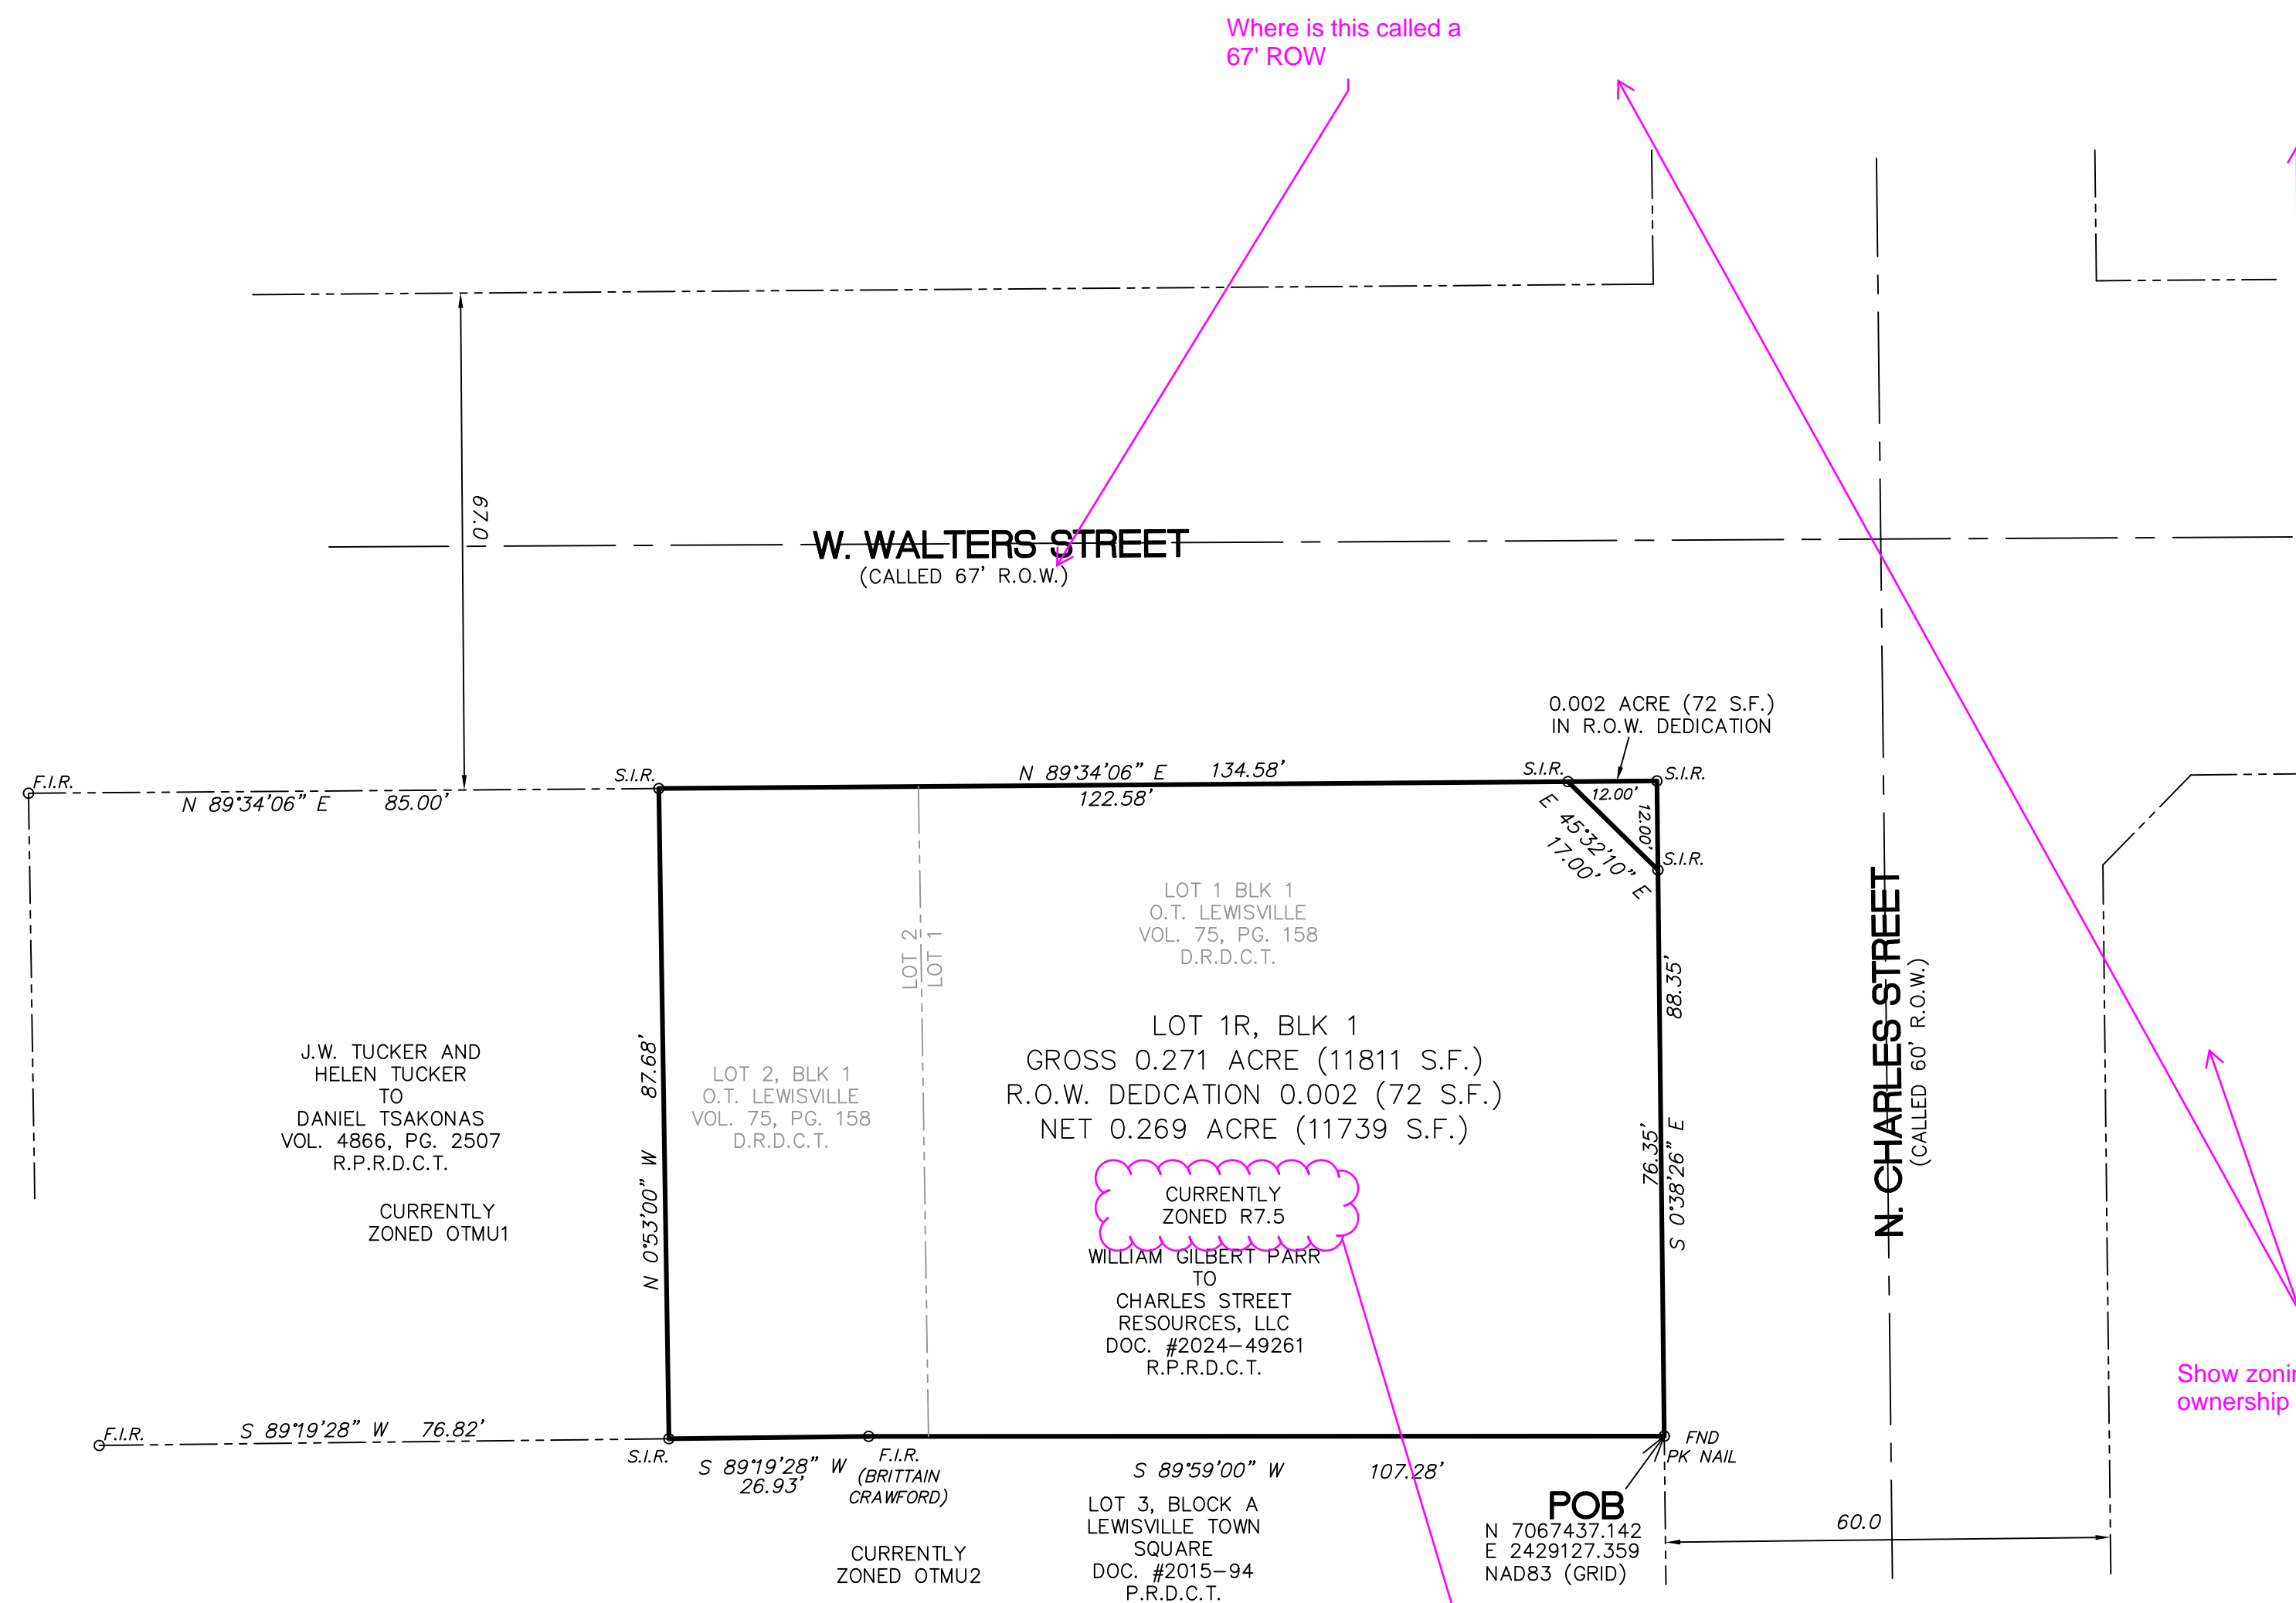 Where is this called a
67' ROW
67.0
W. WALTERS STREET
(CALLED 67' R.O.W.)
0.002 ACRE (72 S.F.)
IN R.O.W. DEDICATION
F.I.R.
N 89°34'06" E 85.00'
S.I.R.
N 89°34'06" E 134.58'
122.58'
S.I.R.
S.I.R.
12.00'
12.00'
E 45°32'10" E
17.00'
S.I.R.
LOT 1 BLK 1
O.T. LEWISVILLE
VOL. 75, PG. 158
D.R.D.C.T.
LOT 2
LOT 1
88.35'
N. CHARLES STREET
(CALLED 60' R.O.W.)
LOT 1R, BLK 1
GROSS 0.271 ACRE (11811 S.F.)
R.O.W. DEDCATION 0.002 (72 S.F.)
NET 0.269 ACRE (11739 S.F.)
J.W. TUCKER AND
HELEN TUCKER
TO
DANIEL TSAKONAS
VOL. 4866, PG. 2507
R.P.R.D.C.T.
CURRENTLY
ZONED OTMU1
N 0°53'00" W 87.68'
LOT 2, BLK 1
O.T. LEWISVILLE
VOL. 75, PG. 158
D.R.D.C.T.
76.35'
S 0°38'26" E
CURRENTLY
ZONED R7.5
WILLIAM GILBERT PARR
TO
CHARLES STREET
RESOURCES, LLC
DOC. #2024-49261
R.P.R.D.C.T.
Show zonin
ownership
F.I.R.
S 89°19'28" W 76.82'
S.I.R.
S 89°19'28" W
26.93'
F.I.R.
(BRITTAIN
CRAWFORD)
S 89°59'00" W 107.28'
FND
PK NAIL
LOT 3, BLOCK A
LEWISVILLE TOWN
SQUARE
DOC. #2015-94
P.R.D.C.T.
CURRENTLY
ZONED OTMU2
POB
N 7067437.142
E 2429127.359
NAD83 (GRID)
60.0